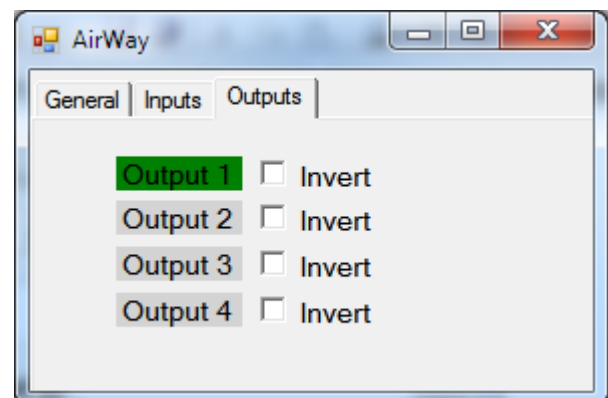 AirWay
General Inputs Outputs
Output 1 Invert
Output 2 Invert
Output 3 Invert
Output 4 Invert